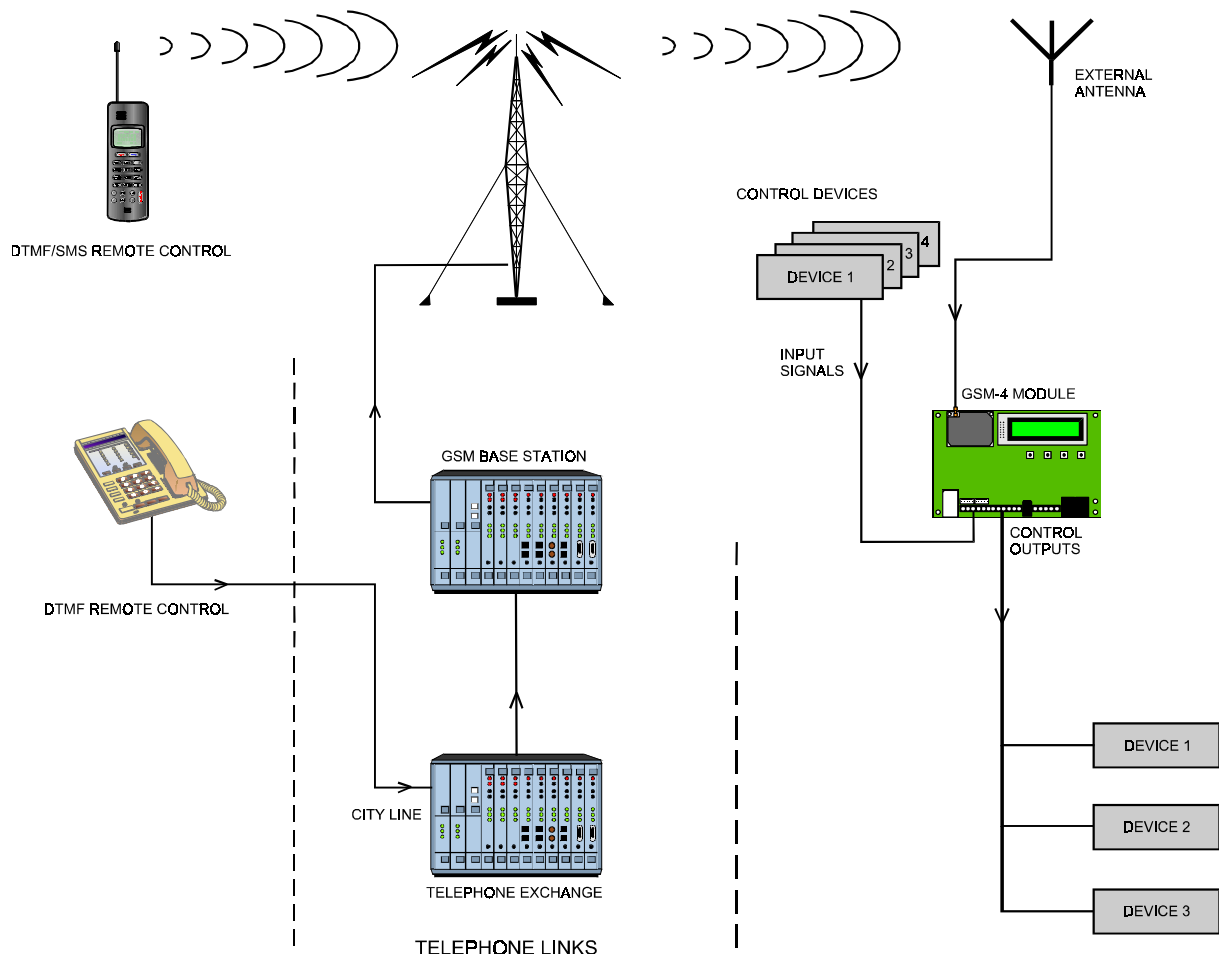 EXTERNAL
ANTENNA
CONTROL DEVICES
4
3
2
DEVICE 1
DTMF/SMS REMOTE CONTROL
INPUT
SIGNALS
GSM-4 MODULE
GSM BASE STATION
CONTROL
OUTPUTS
DTMF REMOTE CONTROL
DEVICE 1
CITY LINE
DEVICE 2
TELEPHONE EXCHANGE
DEVICE 3
TELEPHONE LINKS